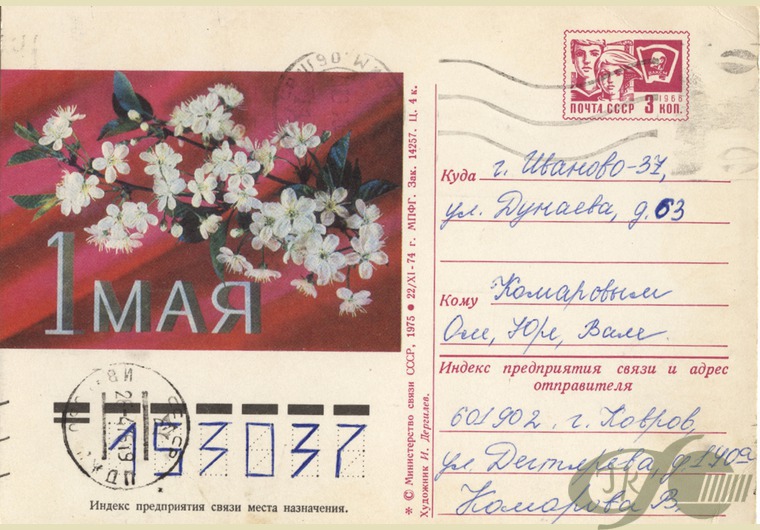 1 МАЯ
ПОЧТА СССР
1968
3 КОП.
Куда г. Иваново-37,
ул. Дунаева, д. 63
Кому Комаровым
Оле, Юре, Вале.
Индекс предприятия связи и адрес
отправителя
601902 г. Ковров
ул. Дегтярева, д 140а
Комарова В.
153037
Индекс предприятия связи места назначения.
* © Министерство связи СССР, 1975 • 22/XI-74 г. МПФГ. Зак. 14257. Ц. 4 к.
Художник И. Дергилев.